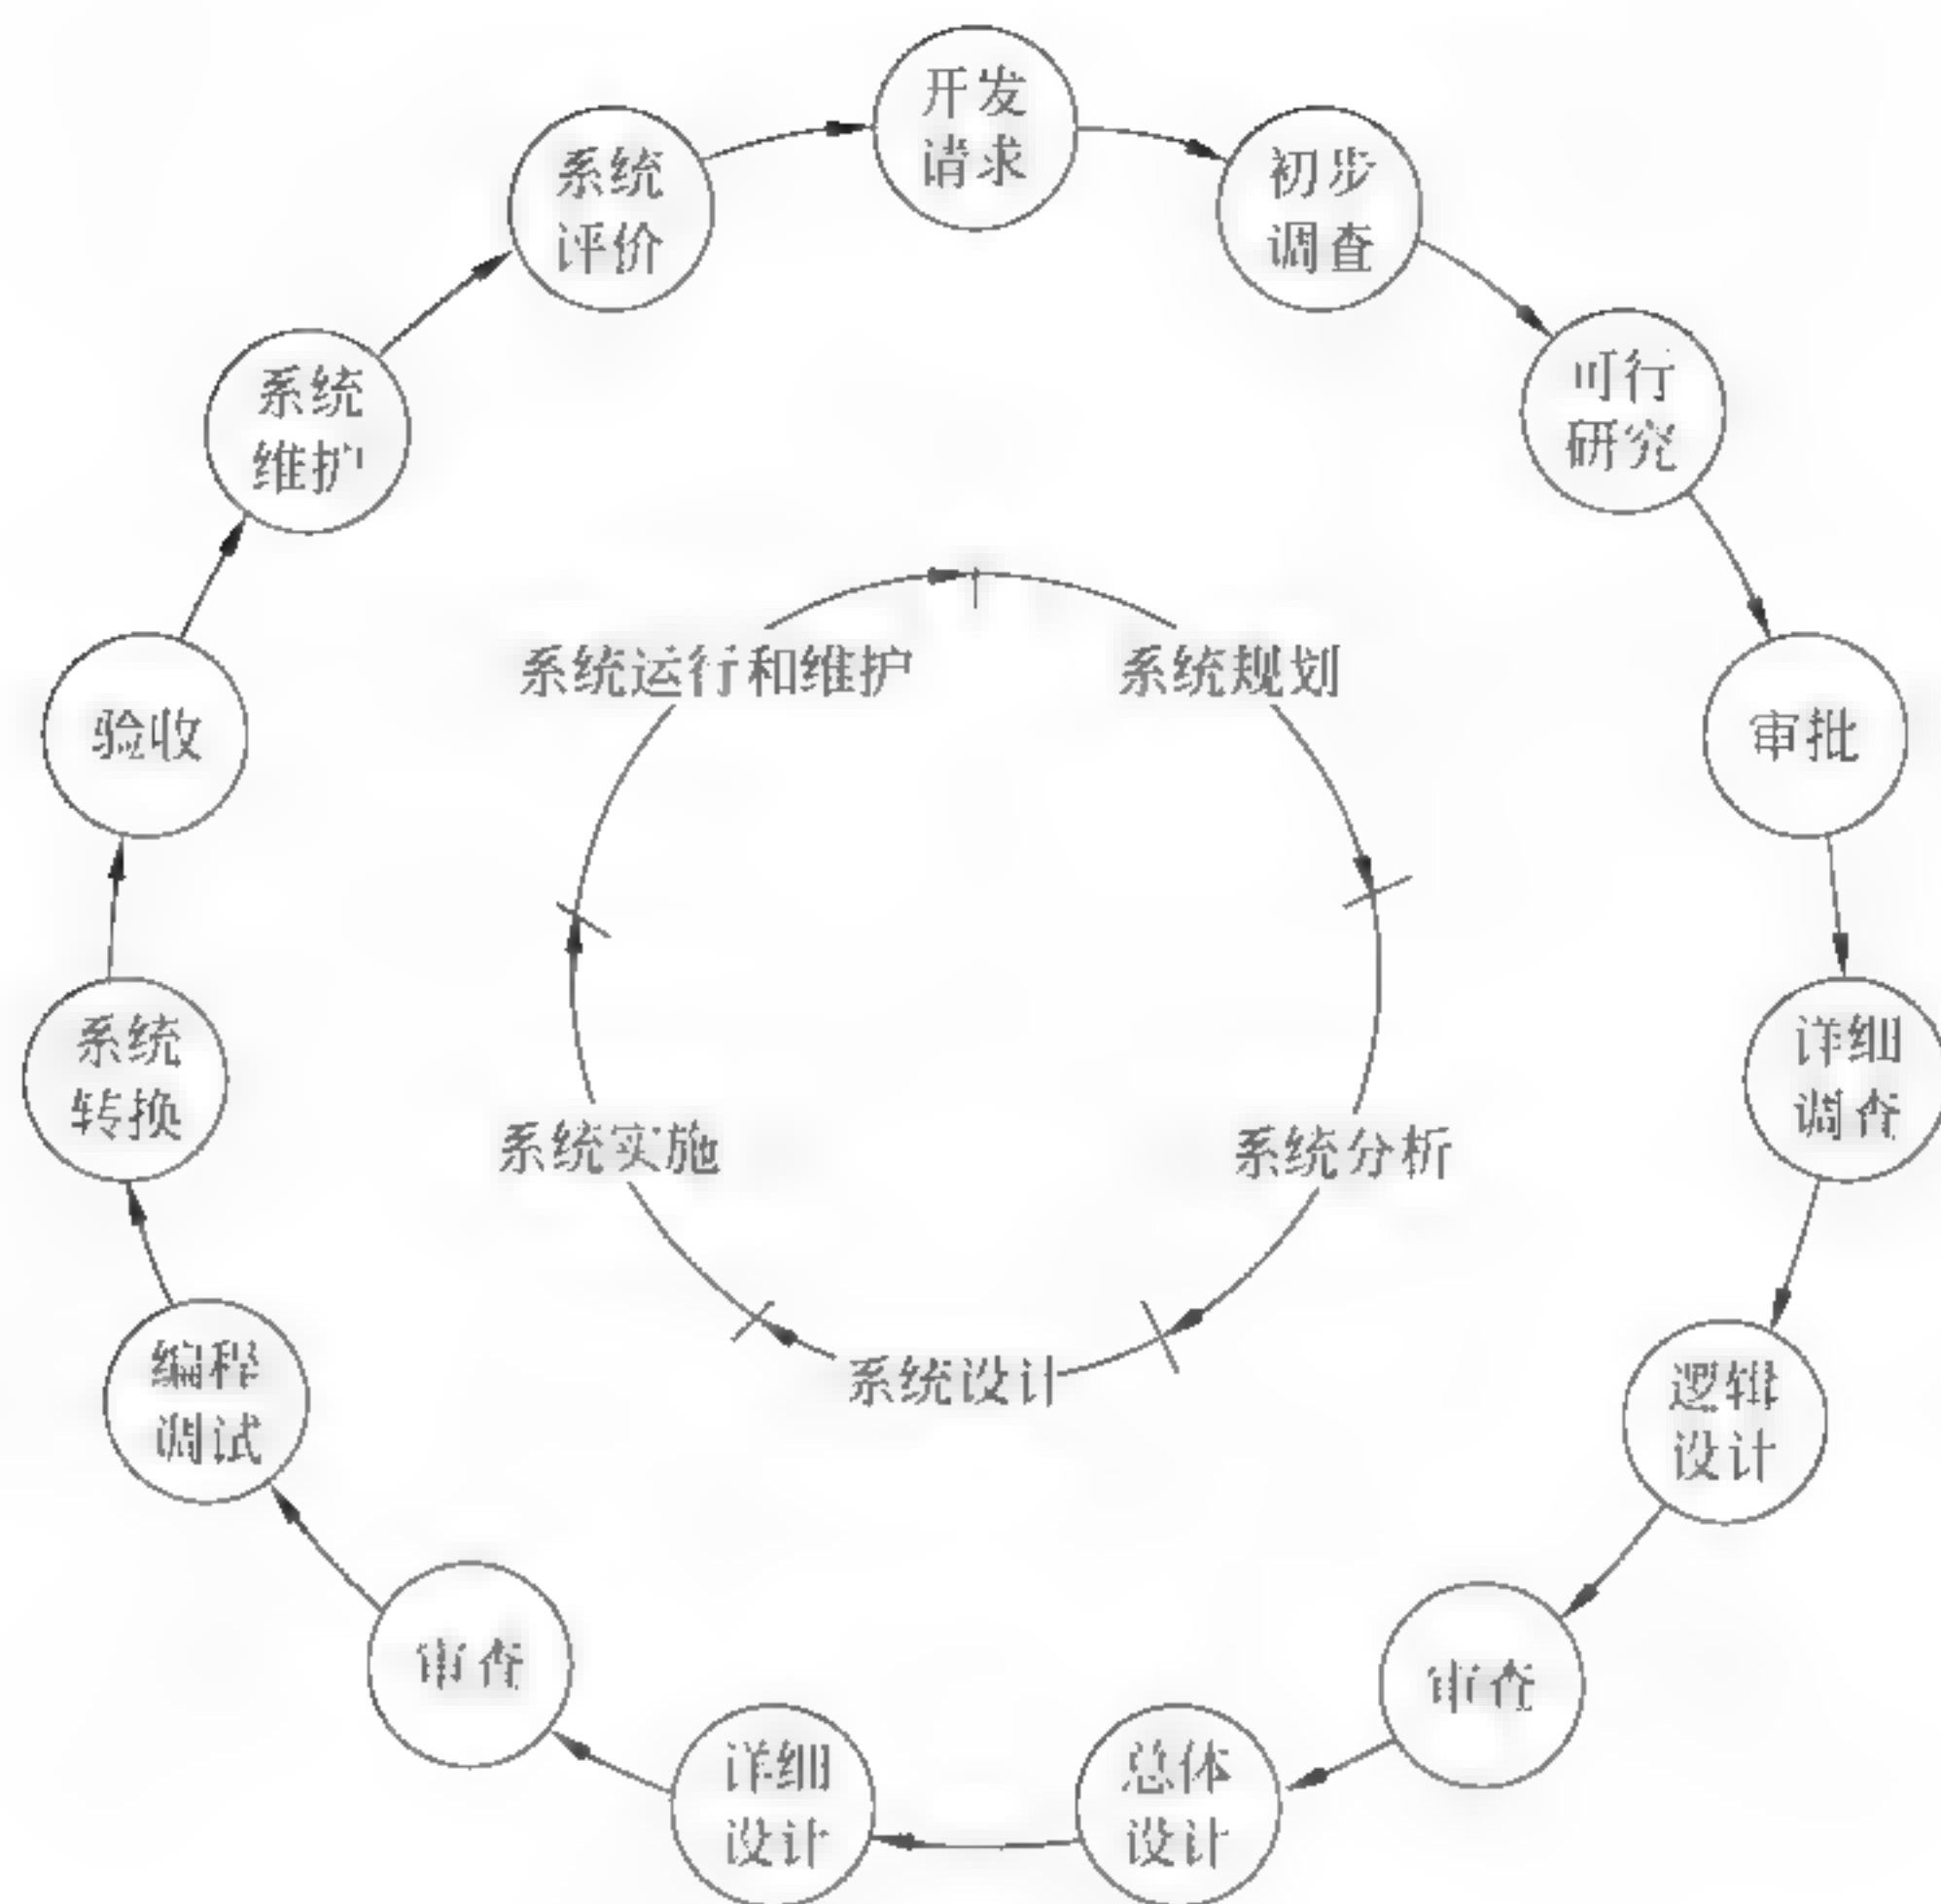 开发
请求
初步
调查
可行
研究
审批
详细
调查
逻辑
设计
审查
总体
设计
详细
设计
审查
编程
调试
系统
转换
验收
系统
维护
系统
评价
系统规划
系统分析
系统设计
系统实施
系统运行和维护